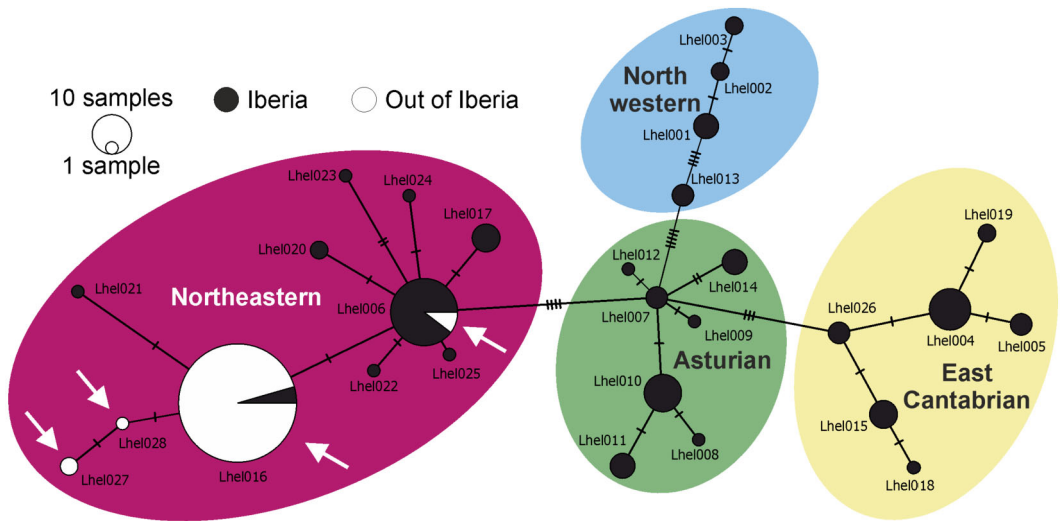 10 samples
1 sample
Iberia
Out of Iberia
Lhel003
Lhel002
North
western
Lhel001
Lhel013
Lhel023
Lhel024
Lhel017
Lhel020
Lhel021
Northeastern
Lhel006
Lhel022
Lhel025
Lhel028
Lhel027
Lhel016
Lhel012
Lhel014
Lhel007
Lhel009
Asturian
Lhel010
Lhel011
Lhel008
Lhel019
Lhel026
Lhel004
Lhel005
East
Cantabrian
Lhel015
Lhel018